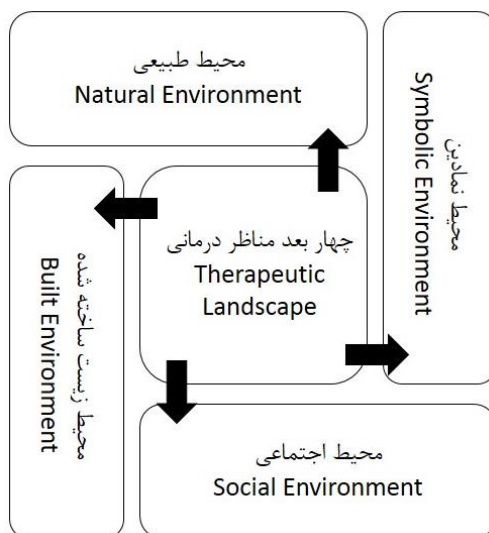 محیط طبیعی
Natural Environment
محیط نمادین
Symbolic Environment
چهار بعد مناظر درمانی
Therapeutic
Landscape
محیط زیست ساخته شده
Built Environment
محیط اجتماعی
Social Environment